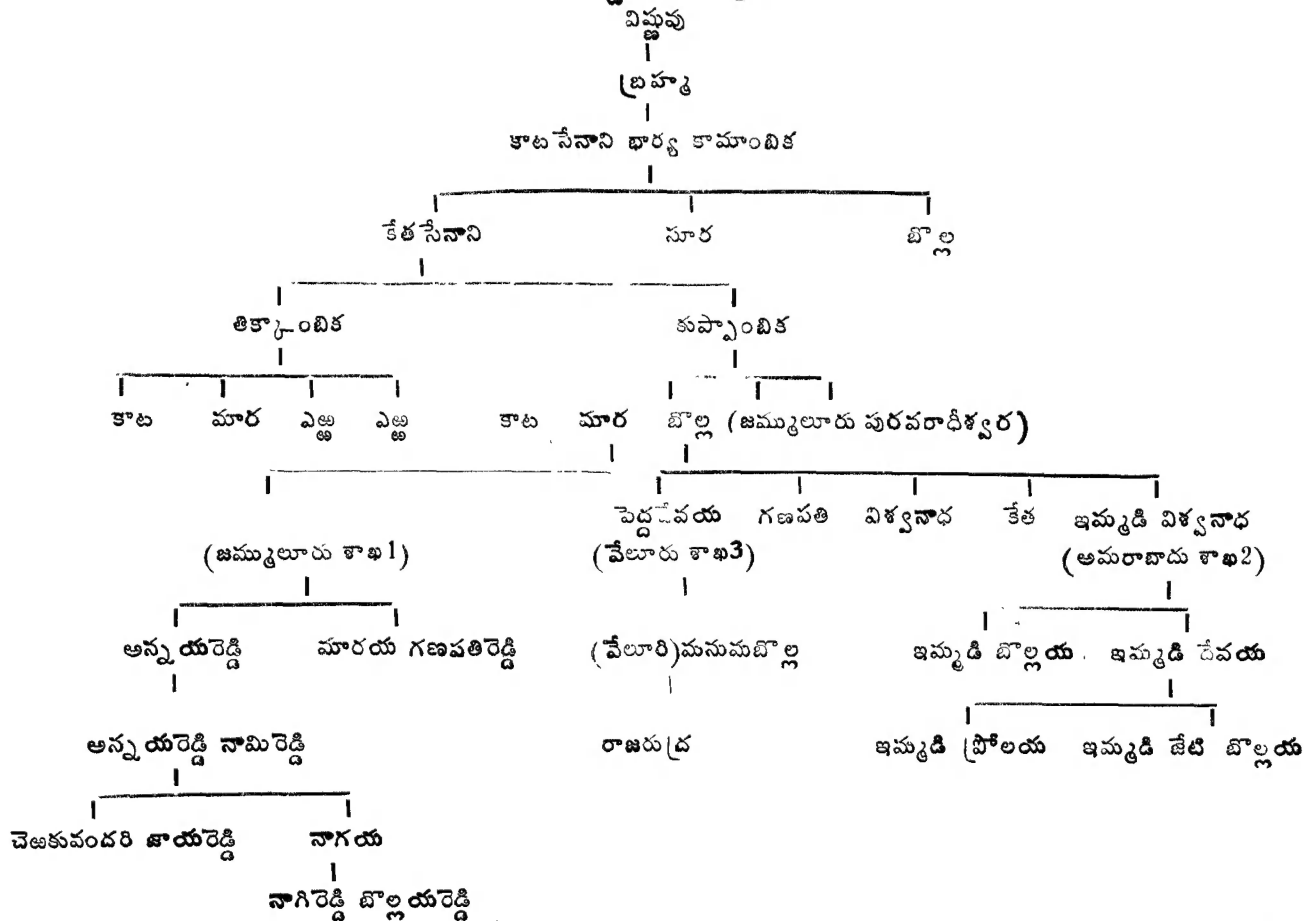 విష్ణువు
బ్రహ్మ
కాట సేనాని భార్య కామాంబిక
కేత సేనాని సూర బొల్ల
తిక్కాంబిక కుప్పాంబిక
కాట మార ఎఱ్ఱ ఎఱ్ఱ కాట మార బొల్ల (జమ్ములూరు పురవరాధీశ్వర)
పెద్దదేవయ గణపతి విశ్వనాధ కేత ఇమ్మడి విశ్వనాధ
(జమ్ములూరు శాఖ1) (వేలూరు శాఖ3) (అమరాబాదు శాఖ2)
అన్నయరెడ్డి మారయ గణపతిరెడ్డి (వేలూరి)మనుమబొల్ల ఇమ్మడి బొల్లయ. ఇమ్మడి దేవయ
అన్నయరెడ్డి నామిరెడ్డి రాజరుద్ర ఇమ్మడి ప్రోలయ ఇమ్మడి జేటి బొల్లయ
చెఱకువందరి జాయరెడ్డి నాగయ
నాగిరెడ్డి బొల్లయరెడ్డి